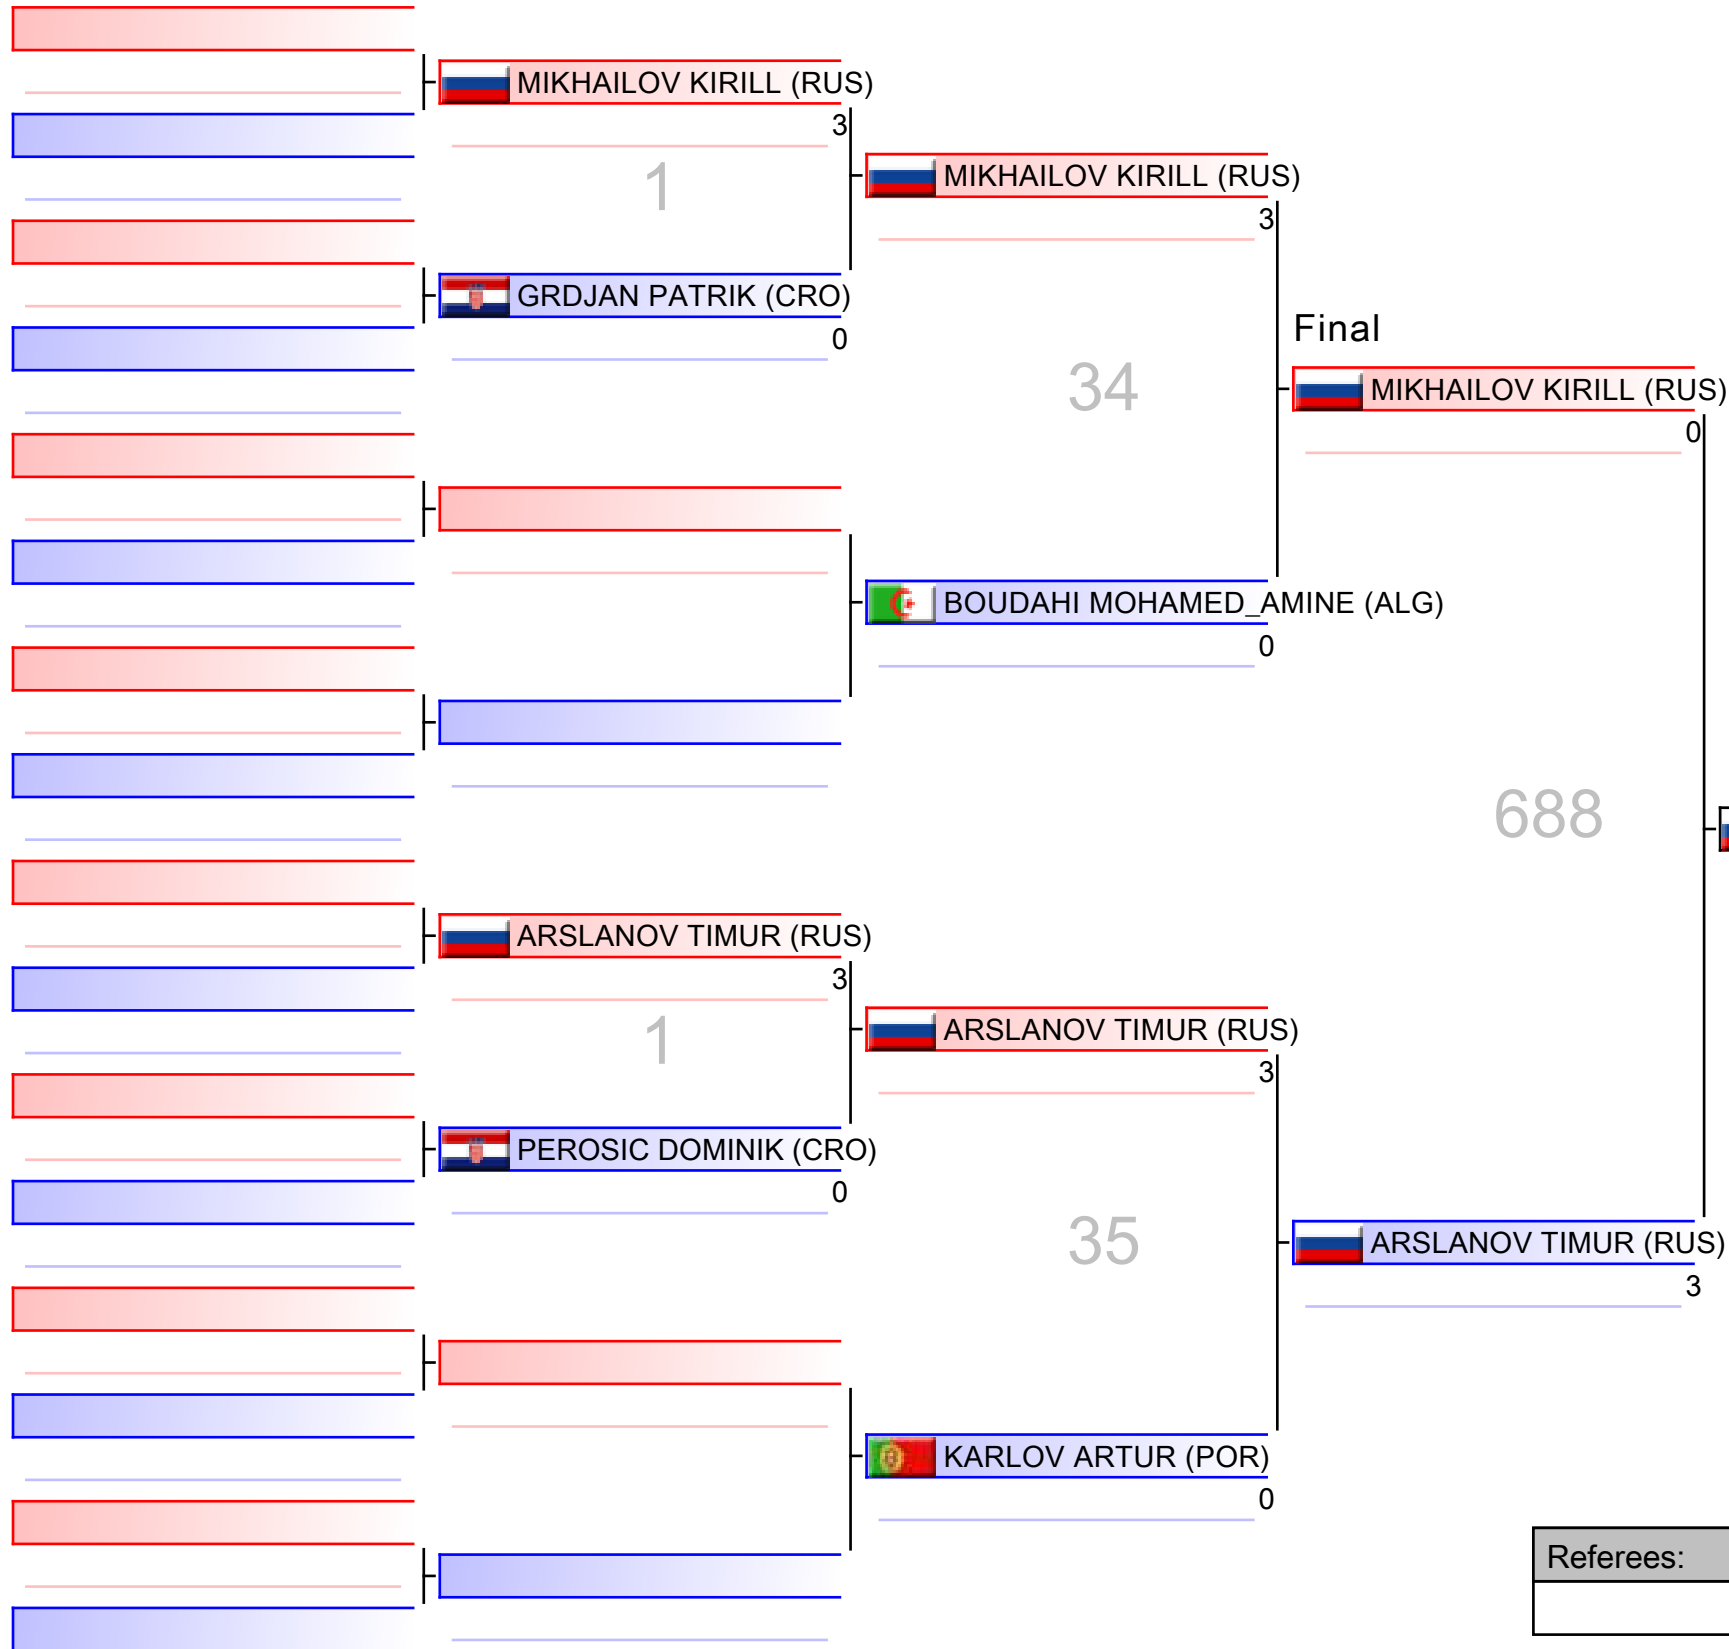 MIKHAILOV KIRILL (RUS)
3
1
MIKHAILOV KIRILL (RUS)
3
GRDJAN PATRIK (CRO)
0
Final
34
MIKHAILOV KIRILL (RUS)
0
BOUDAHI MOHAMED_AMINE (ALG)
0
688
ARSLANOV TIMUR (RUS)
3
1
ARSLANOV TIMUR (RUS)
3
PEROSIC DOMINIK (CRO)
0
35
ARSLANOV TIMUR (RUS)
3
KARLOV ARTUR (POR)
0
Referees: